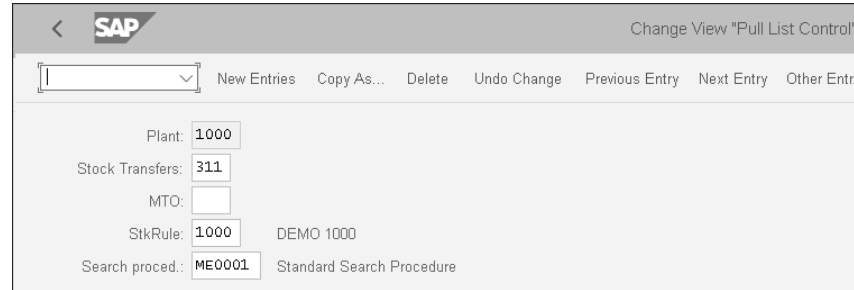 SAP Change View "Pull List Control"
New Entries Copy As... Delete Undo Change Previous Entry Next Entry Other Entr
Plant: 1000
Stock Transfers: 311
MTO:
StkRule: 1000 DEMO 1000
Search proced.: ME0001 Standard Search Procedure